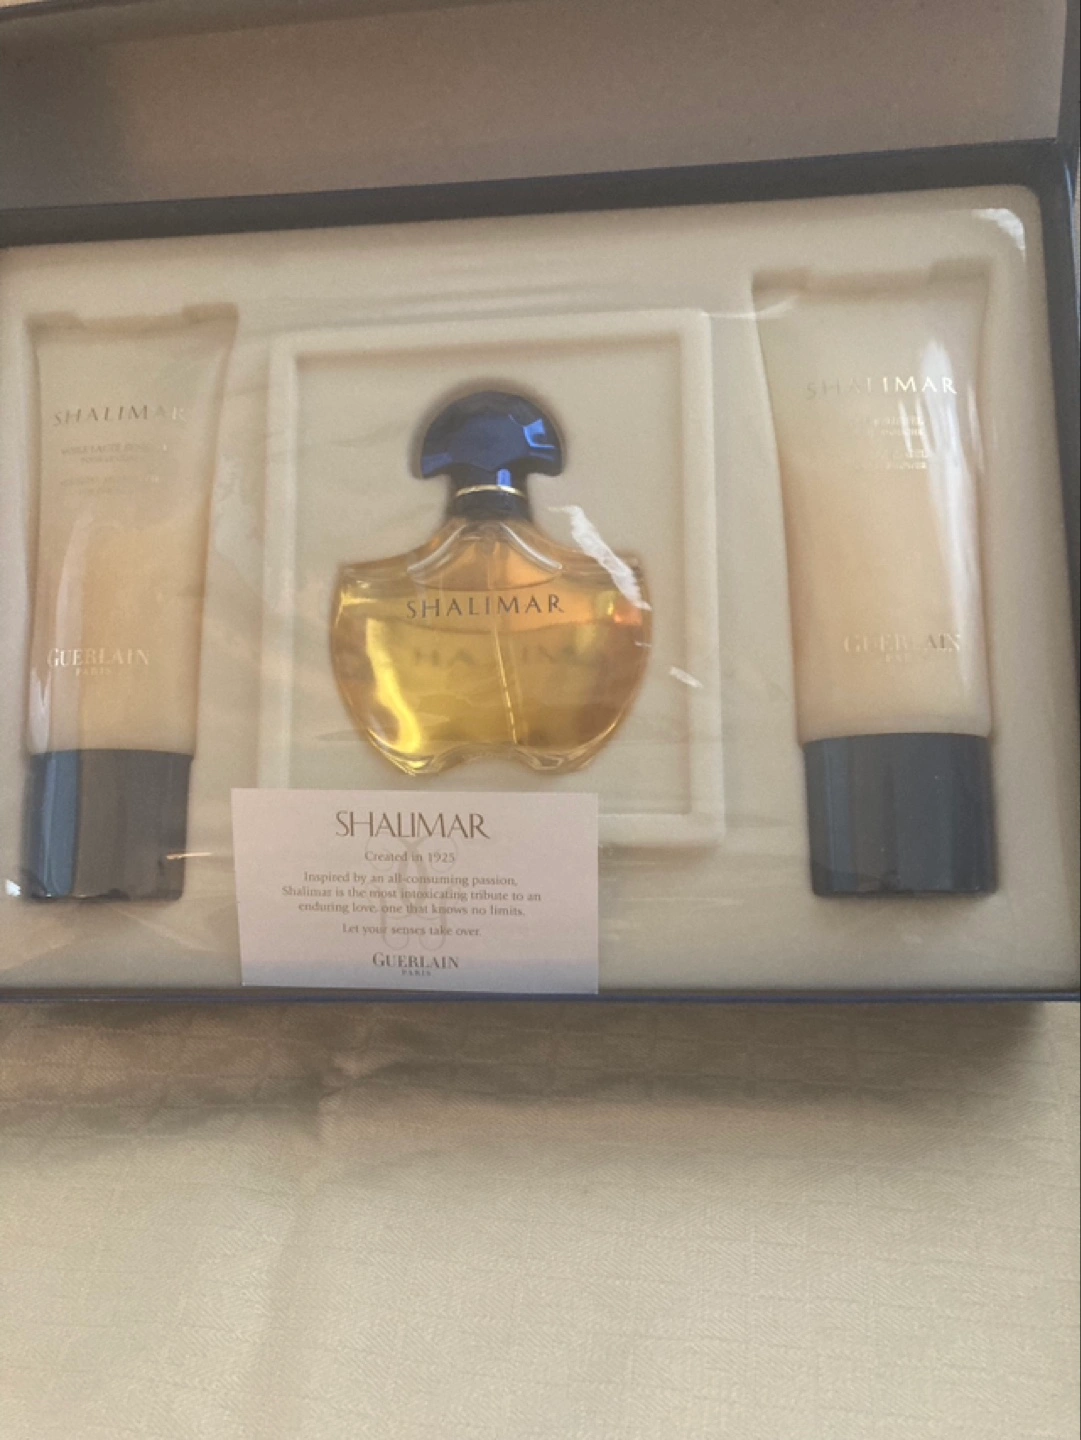 SHALIMAR
GUERLAIN
PARIS
SHALIMAR
SHALIMAR
GUERLAIN
PARIS
SHALIMAR
Created in 1925
Inspired by an all-consuming passion,
Shalimar is the most intoxicating tribute to an
enduring love, one that knows no limits.
Let your senses take over.
GUERLAIN
PARIS